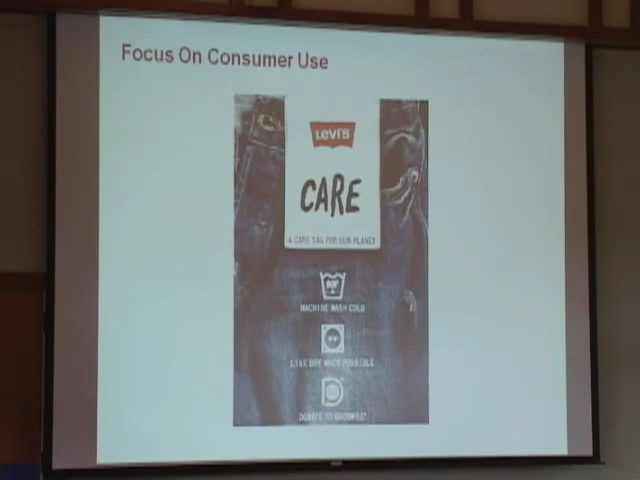 Focus On Consumer Use
LEVI'S
CARE
A CARE TAG FOR OUR PLANET
80F
MACHINE WASH COLD
LINE DRY WHEN POSSIBLE
DONATE TO GOODWILL